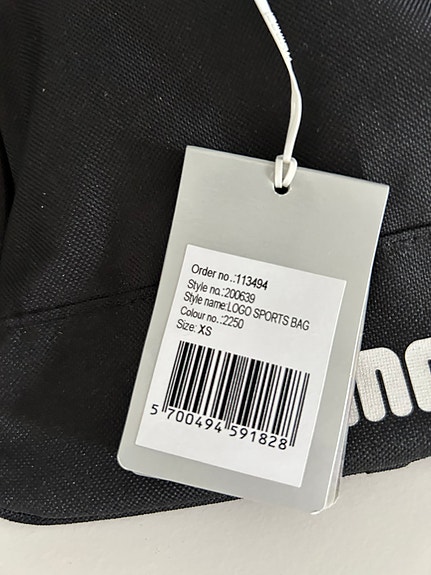 Order no .:113494
Style no.:200639
Style name:LOGO SPORTS BAG
Colour no.:2250
Size: XS
5 700494 591828